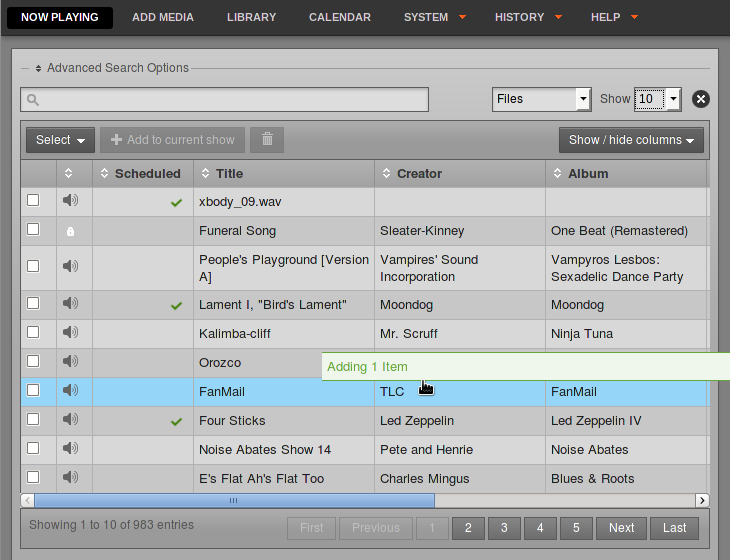 NOW PLAYING ADD MEDIA LIBRARY CALENDAR SYSTEM HISTORY HELP
Advanced Search Options
Files Show 10
Select + Add to current show Show / hide columns
Scheduled Title Creator Album
xbody_09.wav
Funeral Song Sleater-Kinney One Beat (Remastered)
People's Playground [Version A] Vampires' Sound Incorporation Vampyros Lesbos: Sexadelic Dance Party
Lament I, "Bird's Lament" Moondog Moondog
Kalimba-cliff Mr. Scruff Ninja Tuna
Orozco
Adding 1 Item
FanMail TLC FanMail
Four Sticks Led Zeppelin Led Zeppelin IV
Noise Abates Show 14 Pete and Henrie Noise Abates
E's Flat Ah's Flat Too Charles Mingus Blues & Roots
Showing 1 to 10 of 983 entries First Previous 1 2 3 4 5 Next Last